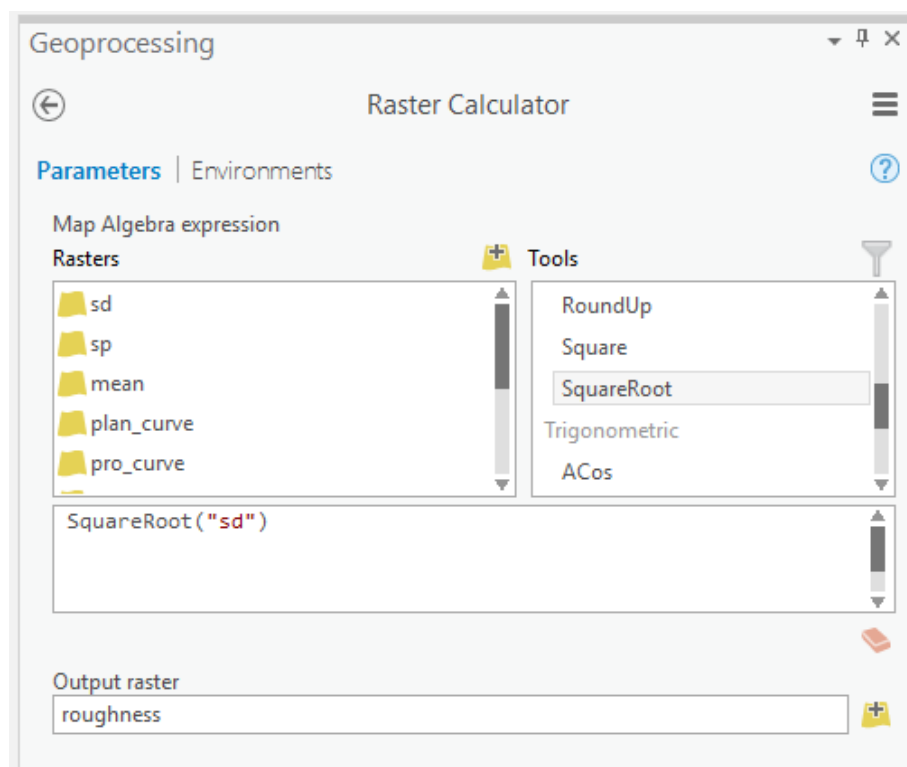 Geoprocessing
Raster Calculator
Parameters | Environments
Map Algebra expression
Rasters
Tools
sd
sp
mean
plan_curve
pro_curve
RoundUp
Square
SquareRoot
Trigonometric
ACos
SquareRoot("sd")
Output raster
roughness